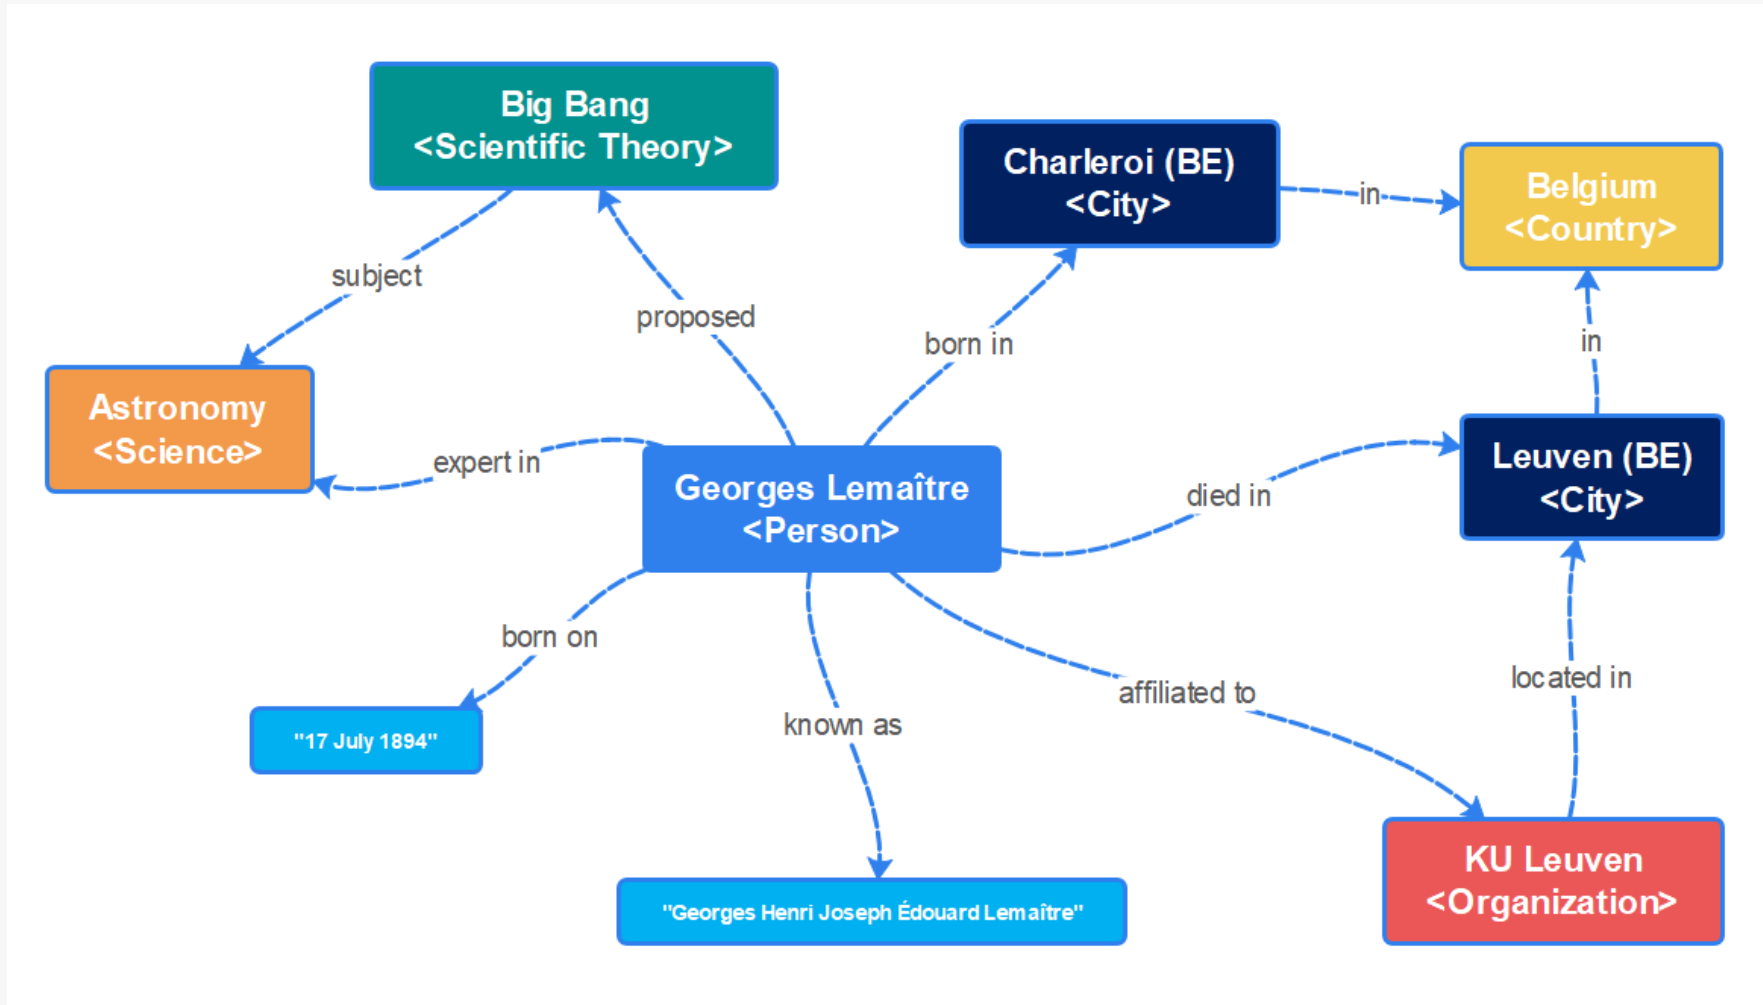 Big Bang
<Scientific Theory>
Charleroi (BE)
<City>
in
Belgium
<Country>
subject
proposed
born in
in
Astronomy
<Science>
expert in
Georges Lemaître
<Person>
died in
Leuven (BE)
<City>
born on
known as
affiliated to
located in
"17 July 1894"
"Georges Henri Joseph Édouard Lemaître"
KU Leuven
<Organization>